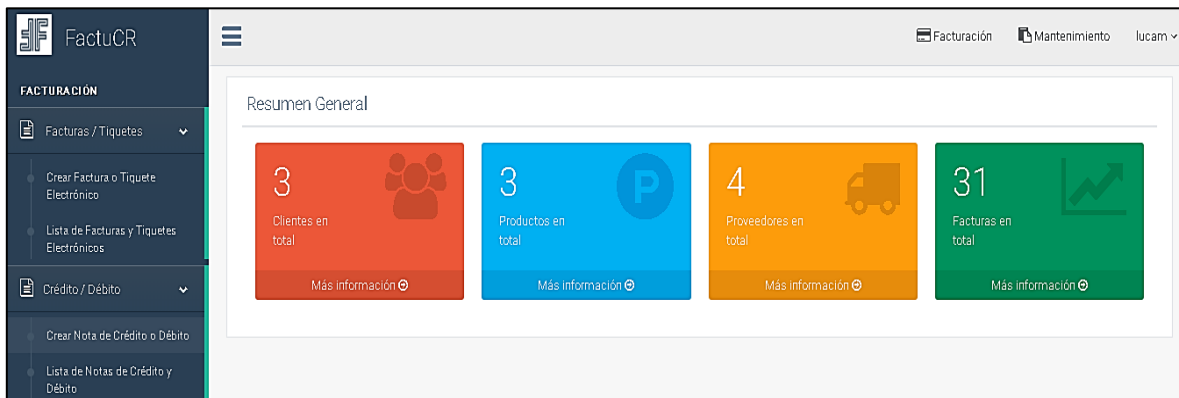 FactuCR
Facturación
Mantenimiento
lucam
FACTURACIÓN
Facturas / Tiquetes
Crear Factura o Tiquete
Electrónico
Lista de Facturas y Tiquetes
Electrónicos
Crédito / Débito
Crear Nota de Crédito o Débito
Lista de Notas de Crédito y
Débito
Resumen General
3
Clientes en
total
Más información
3
Productos en
total
P
Más información
4
Proveedores en
total
Más información
31
Facturas en
total
Más información